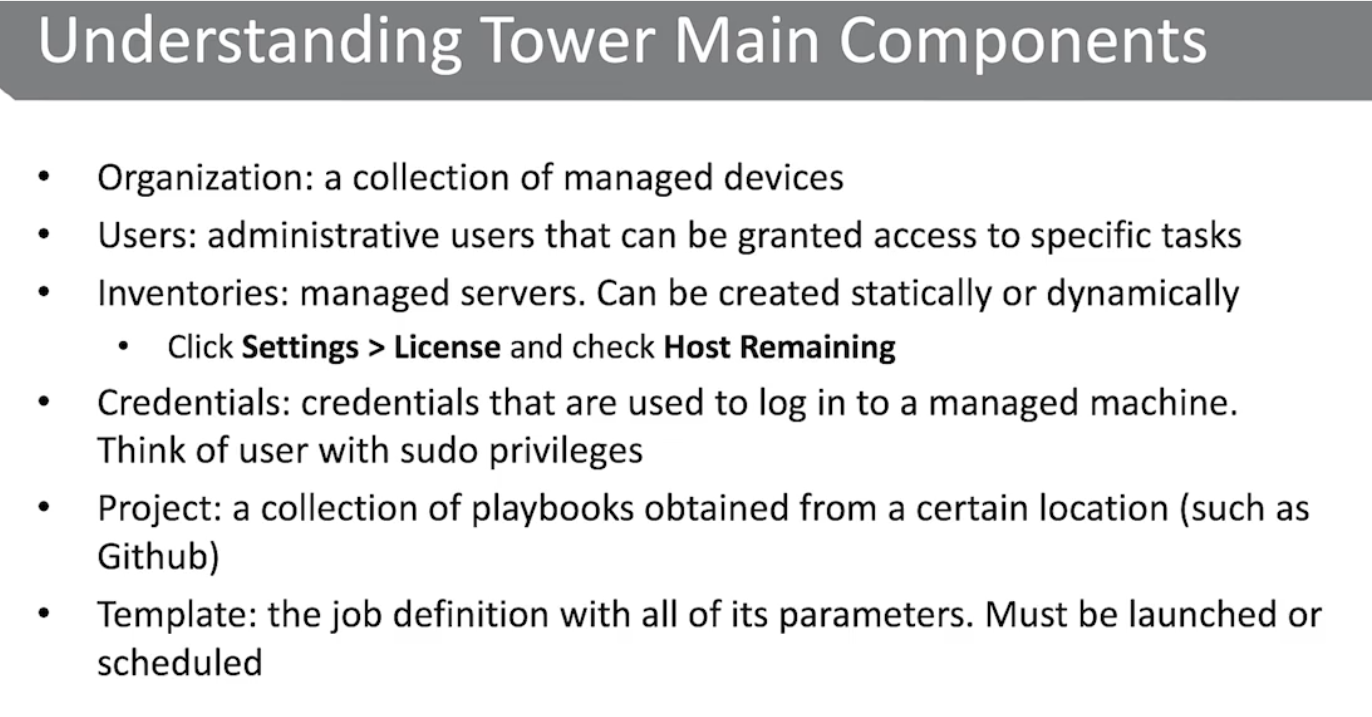 Understanding Tower Main Components
• Organization: a collection of managed devices
• Users: administrative users that can be granted access to specific tasks
• Inventories: managed servers. Can be created statically or dynamically
• Click Settings > License and check Host Remaining
• Credentials: credentials that are used to log in to a managed machine.
Think of user with sudo privileges
• Project: a collection of playbooks obtained from a certain location (such as
Github)
• Template: the job definition with all of its parameters. Must be launched or
scheduled